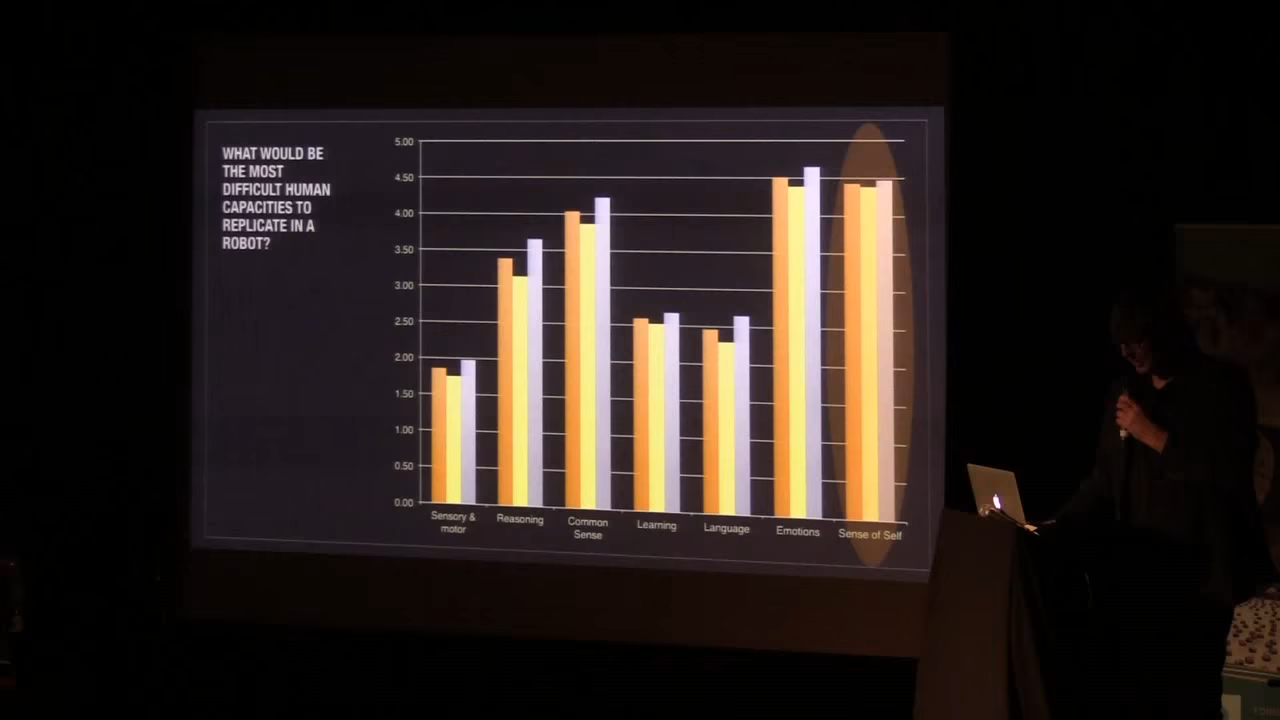 WHAT WOULD BE
THE MOST
DIFFICULT HUMAN
CAPACITIES TO
REPLICATE IN A
ROBOT?
5.00
4.50
4.00
3.50
3.00
2.50
2.00
1.50
1.00
0.50
0.00
Sensory &
motor
Reasoning
Common
Sense
Learning
Language
Emotions
Sense of Self